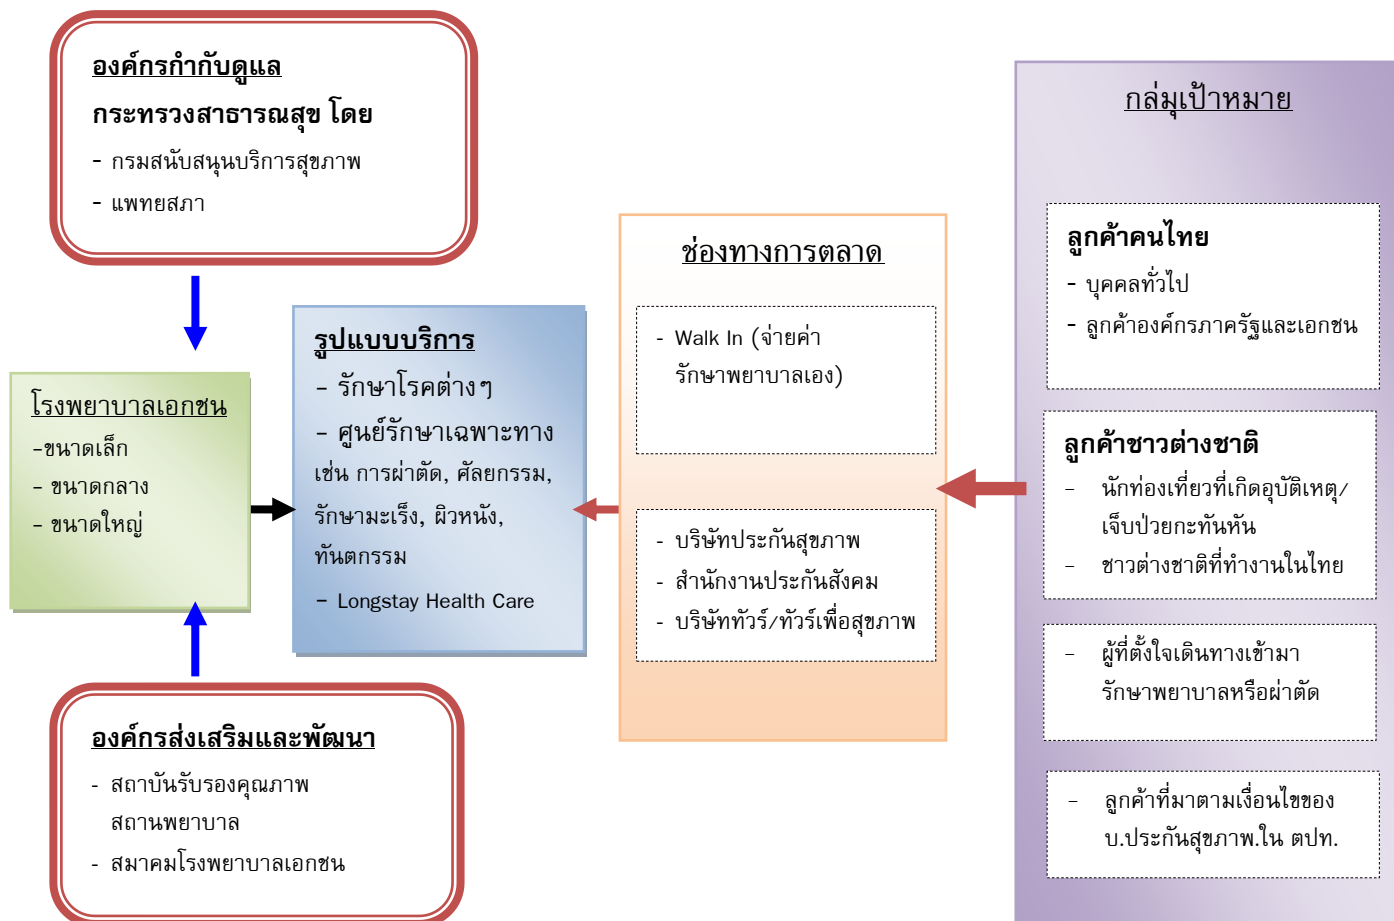 องค์กรกำกับดูแล
กระทรวงสาธารณสุข โดย
- กรมสนับสนุนบริการสุขภาพ
- แพทยสภา
โรงพยาบาลเอกชน
-ขนาดเล็ก
- ขนาดกลาง
- ขนาดใหญ่
องค์กรส่งเสริมและพัฒนา
- สถาบันรับรองคุณภาพ
สถานพยาบาล
- สมาคมโรงพยาบาลเอกชน
รูปแบบบริการ
- รักษาโรคต่างๆ
- ศูนย์รักษาเฉพาะทาง
เช่น การผ่าตัด, ศัลยกรรม,
รักษามะเร็ง, ผิวหนัง,
ทันตกรรม
- Longstay Health Care
ช่องทางการตลาด
- Walk In (จ่ายค่า
รักษาพยาบาลเอง)
- บริษัทประกันสุขภาพ
- สำนักงานประกันสังคม
- บริษัททัวร์/ทัวร์เพื่อสุขภาพ
กลุ่มเป้าหมาย
ลูกค้าคนไทย
- บุคคลทั่วไป
- ลูกค้าองค์กรภาครัฐและเอกชน
ลูกค้าชาวต่างชาติ
- นักท่องเที่ยวที่เกิดอุบัติเหตุ/
เจ็บป่วยกะทันหัน
- ชาวต่างชาติที่ทำงานในไทย
- ผู้ที่ตั้งใจเดินทางเข้ามา
รักษาพยาบาลหรือผ่าตัด
- ลูกค้าที่มาตามเงื่อนไขของ
บ.ประกันสุขภาพ.ใน ตปท.